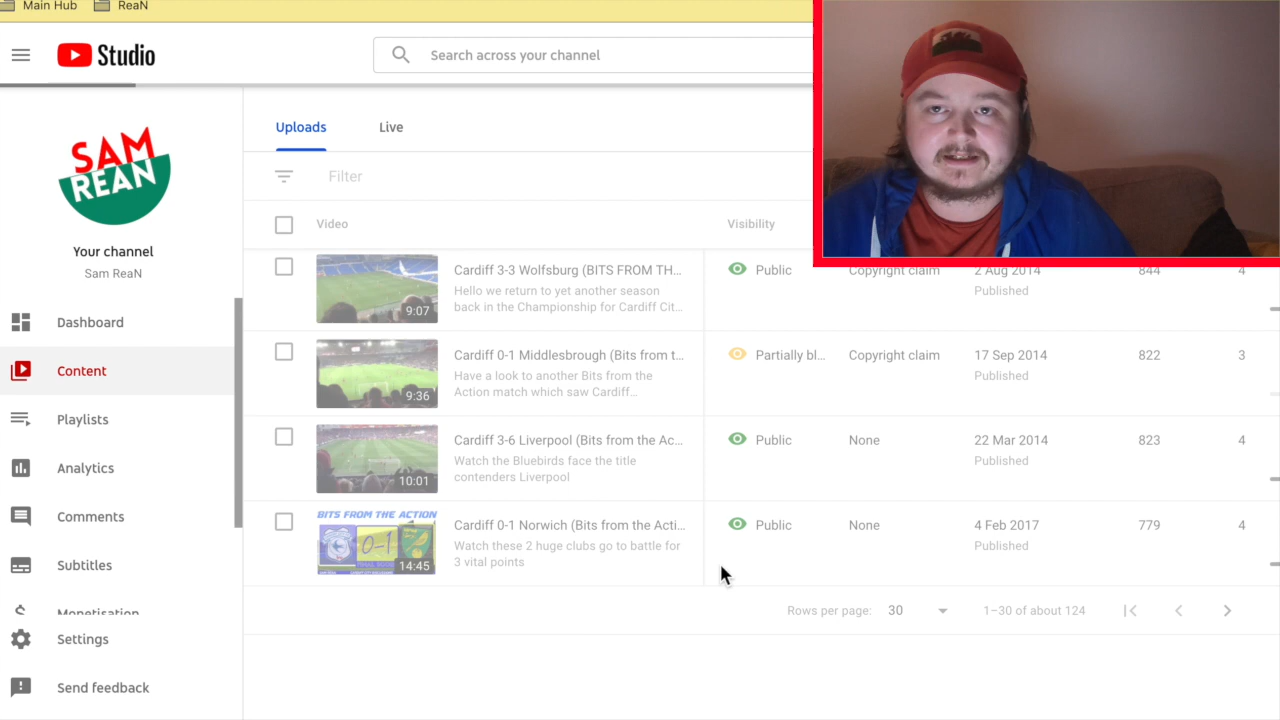 Main Hub ReaN
Studio
Search across your channel
SAM
REAN
Your channel
Sam ReaN
Dashboard
Content
Playlists
Analytics
Comments
Subtitles
Monetisation
Settings
Send feedback
Uploads Live
Filter
Video Visibility
9:07
Cardiff 3-3 Wolfsburg (BITS FROM TH...
Hello we return to yet another season
back in the Championship for Cardiff Cit...
Public Copyright claim 2 Aug 2014 844 4
Published
9:36
Cardiff 0-1 Middlesbrough (Bits from t...
Have a look to another Bits from the
Action match which saw Cardiff...
Partially bl... Copyright claim 17 Sep 2014 822 3
Published
10:01
Cardiff 3-6 Liverpool (Bits from the Ac...
Watch the Bluebirds face the title
contenders Liverpool
Public None 22 Mar 2014 823 4
Published
BITS FROM THE ACTION
0-1
14:45
Cardiff 0-1 Norwich (Bits from the Acti...
Watch these 2 huge clubs go to battle for
3 vital points
Public None 4 Feb 2017 779 4
Published
Rows per page: 30 1–30 of about 124